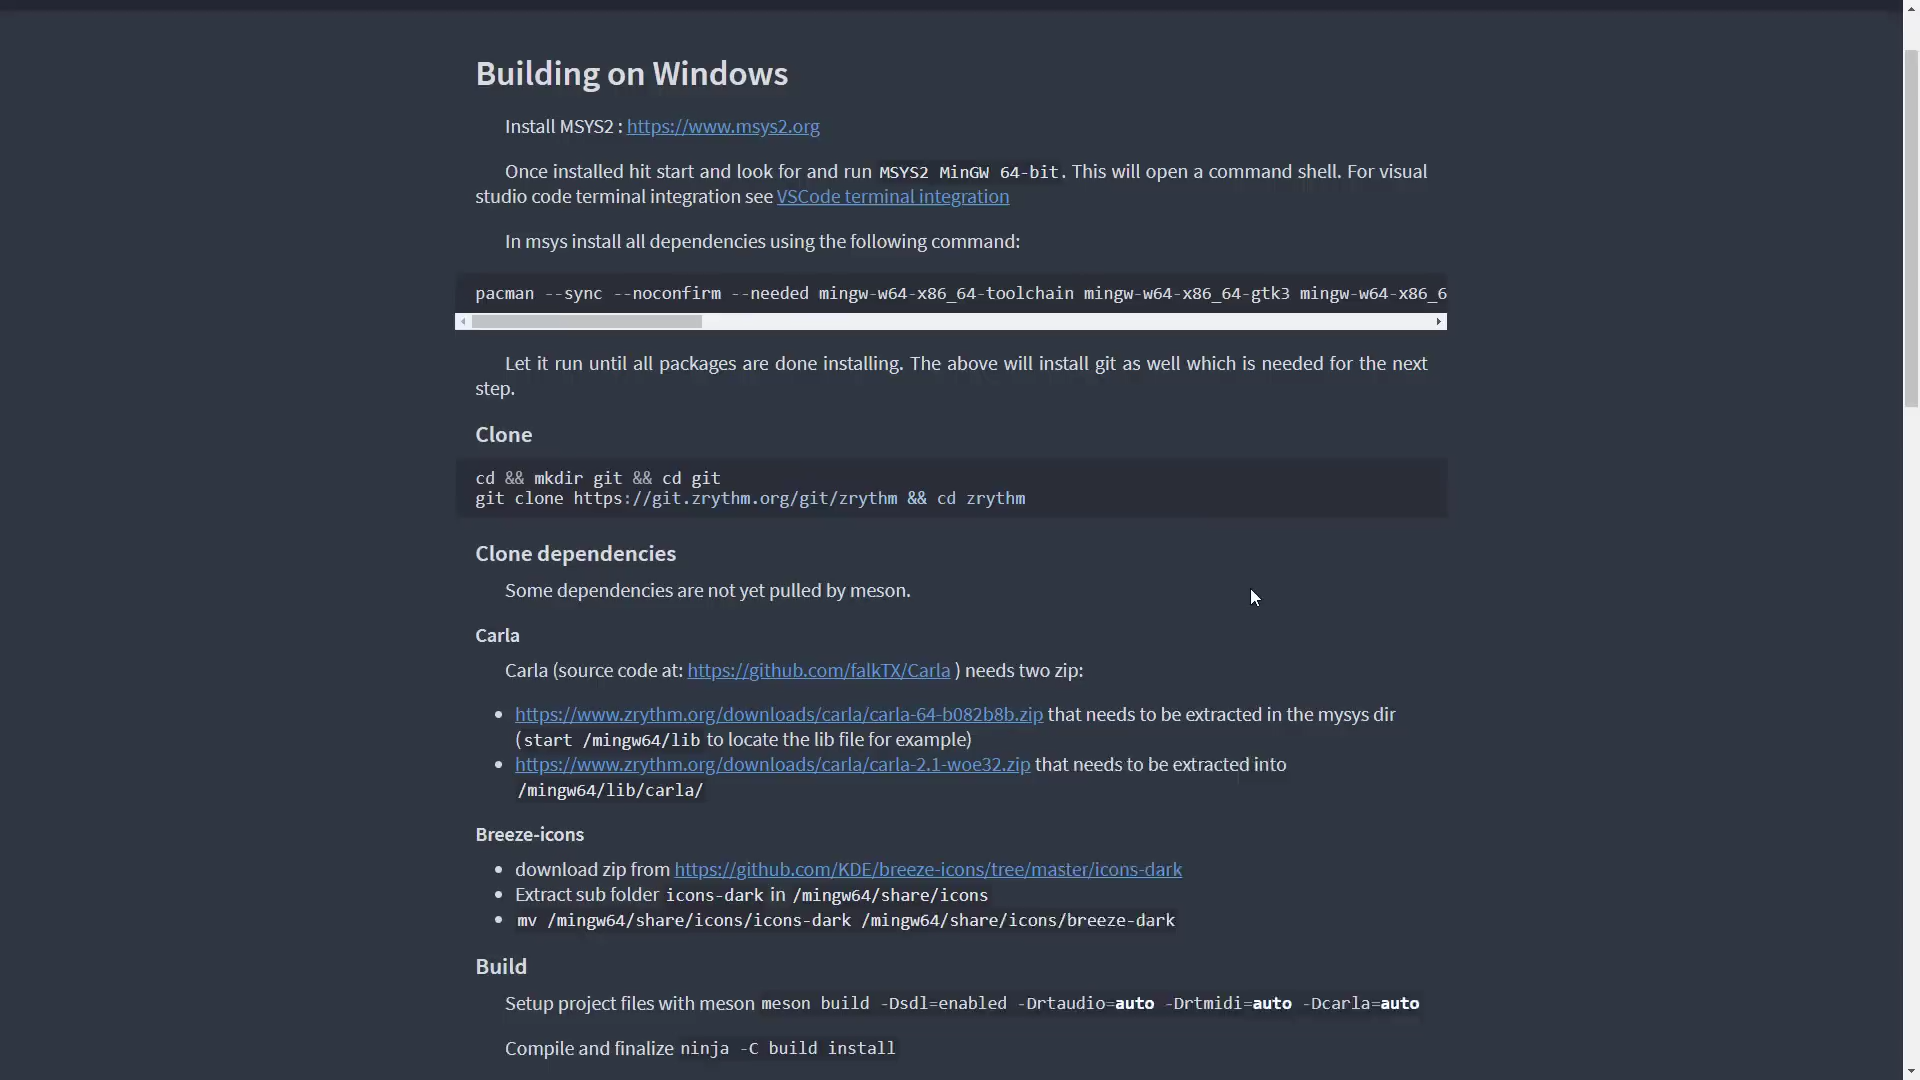 Building on Windows
Install MSYS2 : https://www.msys2.org
Once installed hit start and look for and run MSYS2 MinGW 64-bit. This will open a command shell. For visual
studio code terminal integration see VSCode terminal integration
In msys install all dependencies using the following command:
pacman --sync --noconfirm --needed mingw-w64-x86_64-toolchain mingw-w64-x86_64-gtk3 mingw-w64-x86_6
Let it run until all packages are done installing. The above will install git as well which is needed for the next
step.
Clone
cd && mkdir git && cd git
git clone https://git.zrythm.org/git/zrythm && cd zrythm
Clone dependencies
Some dependencies are not yet pulled by meson.
Carla
Carla (source code at: https://github.com/falkTX/Carla ) needs two zip:
• https://www.zrythm.org/downloads/carla/carla-64-b082b8b.zip that needs to be extracted in the mysys dir
(start /mingw64/lib to locate the lib file for example)
• https://www.zrythm.org/downloads/carla/carla-2.1-woe32.zip that needs to be extracted into
/mingw64/lib/carla/
Breeze-icons
• download zip from https://github.com/KDE/breeze-icons/tree/master/icons-dark
• Extract sub folder icons-dark in /mingw64/share/icons
• mv /mingw64/share/icons/icons-dark /mingw64/share/icons/breeze-dark
Build
Setup project files with meson meson build -Dsdl=enabled -Drtaudio=auto -Drtmidi=auto -Dcarla=auto
Compile and finalize ninja -C build install